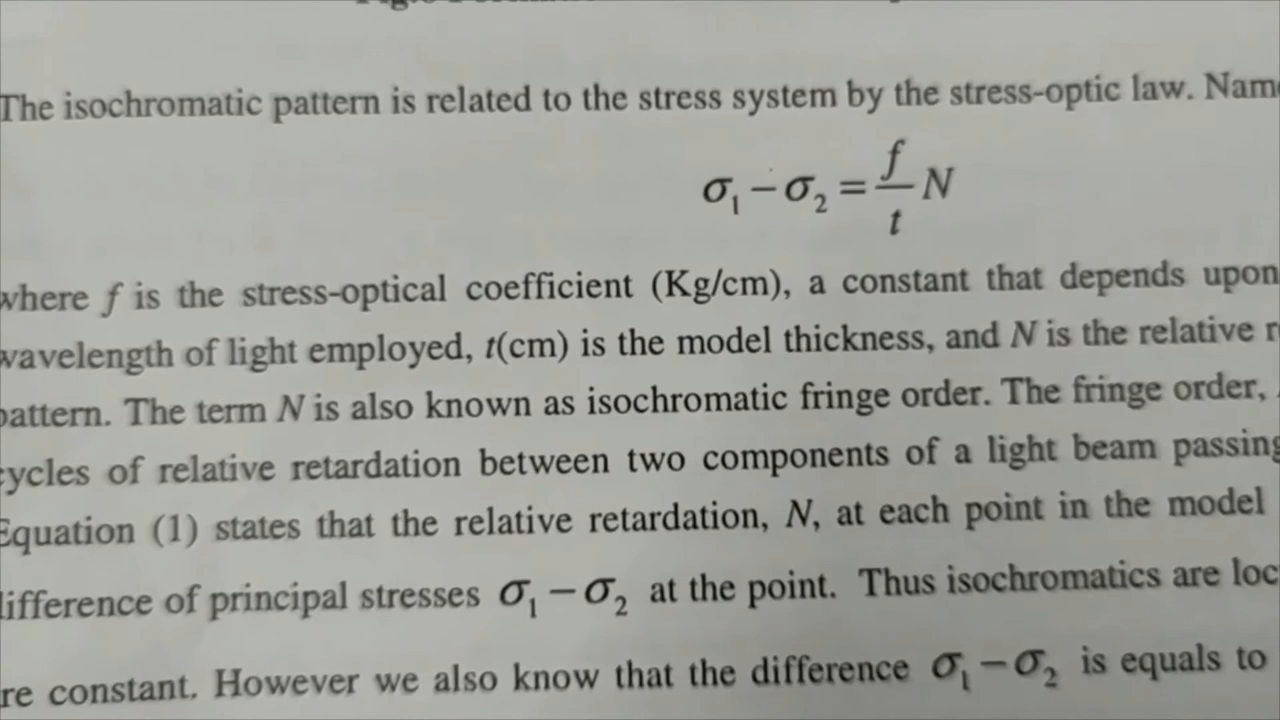 The isochromatic pattern is related to the stress system by the stress-optic law.
σ₁ − σ₂ = f/t N
where f is the stress-optical coefficient (Kg/cm), a constant that depends upon
wavelength of light employed, t(cm) is the model thickness, and N is the relative
pattern. The term N is also known as isochromatic fringe order. The fringe order,
cycles of relative retardation between two components of a light beam passing
Equation (1) states that the relative retardation, N, at each point in the model
difference of principal stresses σ₁ − σ₂ at the point. Thus isochromatics are
re constant. However we also know that the difference σ₁ − σ₂ is equals to